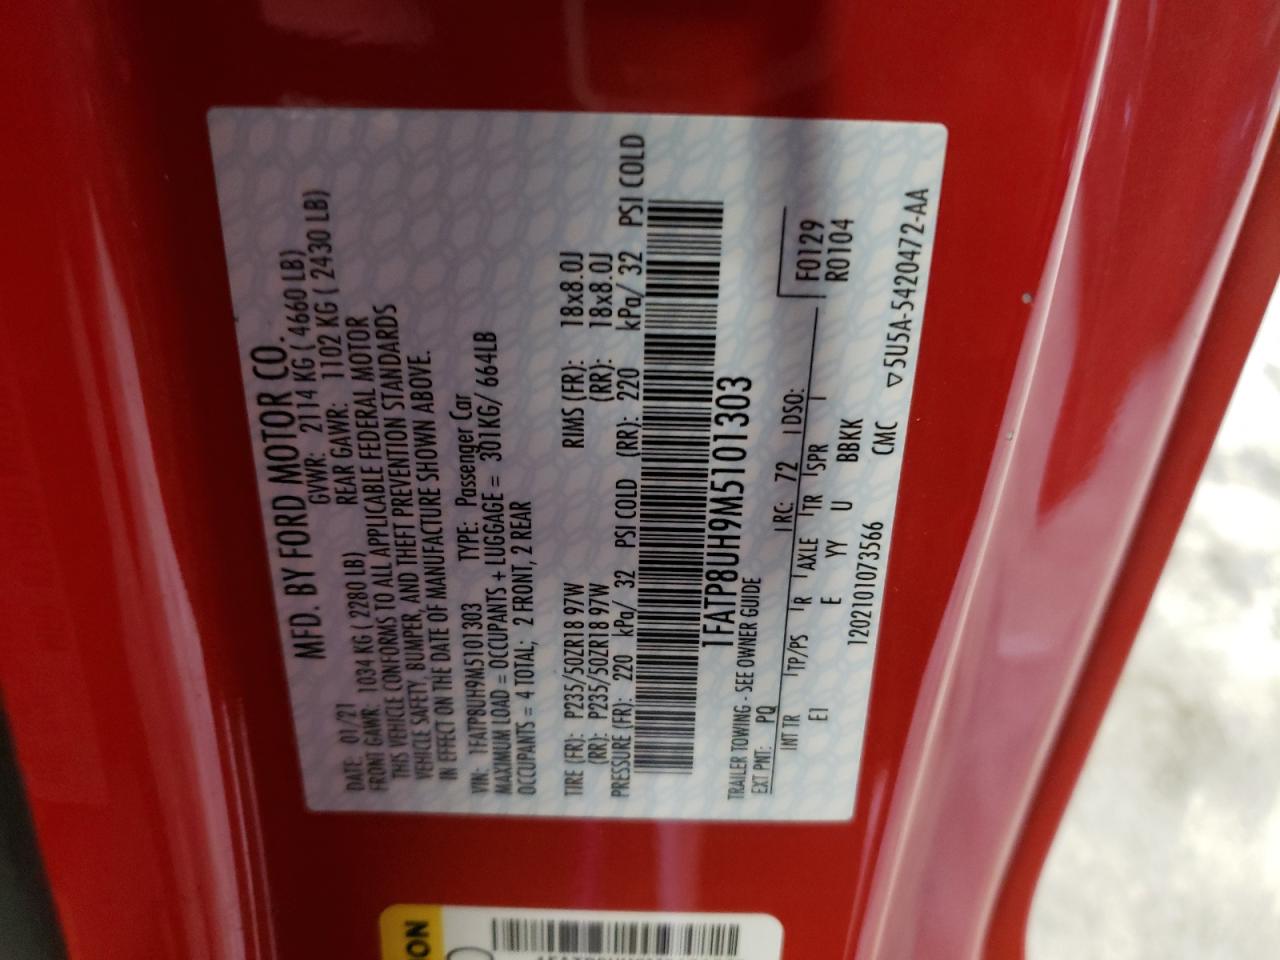 MFD. BY FORD MOTOR CO.
DATE: 01/21 GVWR: 2114 KG ( 4660 LB)
FRONT GAWR: 1034 KG ( 2280 LB) REAR GAWR: 1102 KG ( 2430 LB)
THIS VEHICLE CONFORMS TO ALL APPLICABLE FEDERAL MOTOR
VEHICLE SAFETY, BUMPER, AND THEFT PREVENTION STANDARDS
IN EFFECT ON THE DATE OF MANUFACTURE SHOWN ABOVE.
VIN: 1FATP8UH9M5101303 TYPE: Passenger Car
MAXIMUM LOAD = OCCUPANTS + LUGGAGE = 301KG/ 664LB
OCCUPANTS = 4 TOTAL; 2 FRONT, 2 REAR
TIRE (FR): P235/50ZR18 97W RIMS (FR): 18x8.0J
(RR): P235/50ZR18 97W (RR): 18x8.0J
PRESSURE (FR): 220 kPa/ 32 PSI COLD (RR): 220 kPa/ 32 PSI COLD
1FATP8UH9M5101303
TRAILER TOWING - SEE OWNER GUIDE
EXT PNT: PQ RC: 72 DSO:
F0129
INT TR TP/PS R AXLE TR SPR R0104
E1 E YY U BBKK
1202101073566 CMC ▽5U5A-5420472-AA
ON